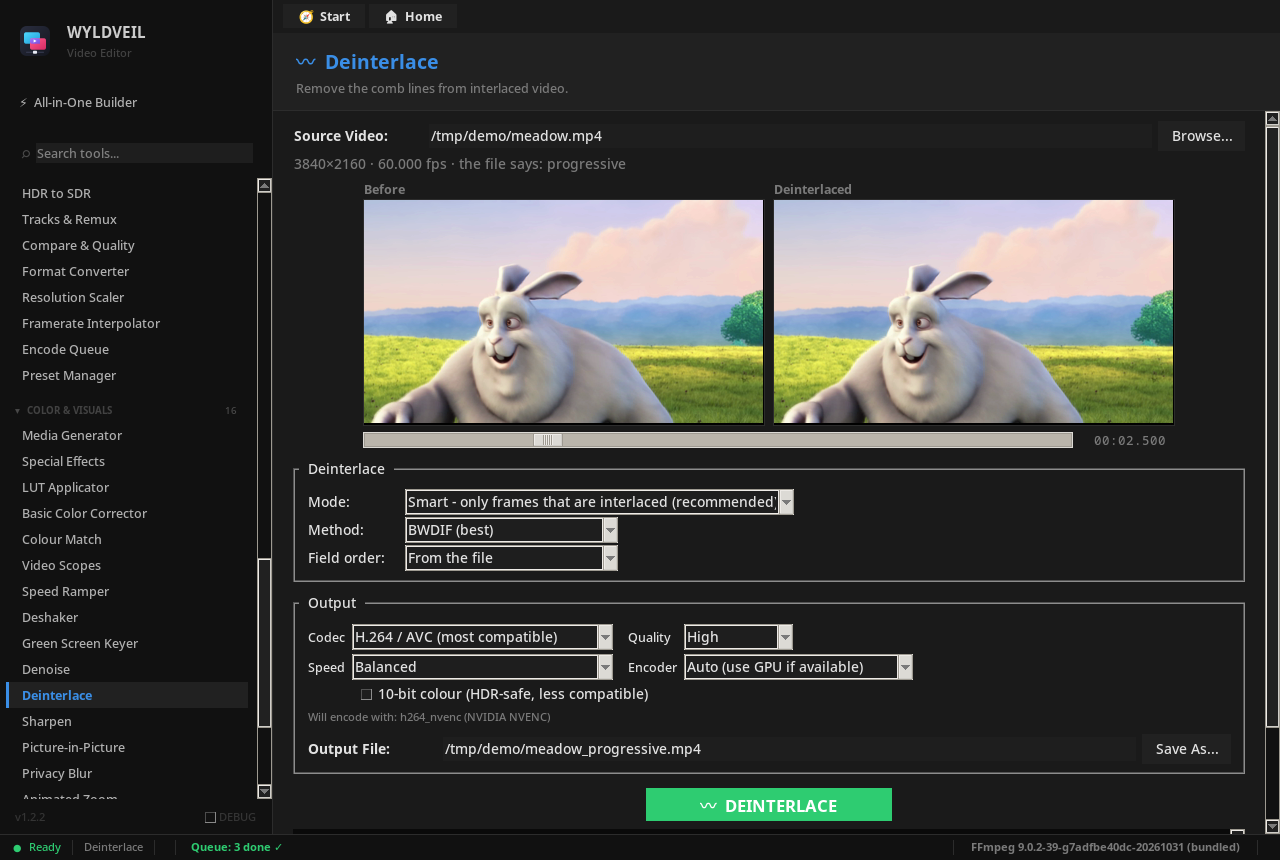 WYLDVEIL
Video Editor
⚡ All-in-One Builder
Search tools...
HDR to SDR
Tracks & Remux
Compare & Quality
Format Converter
Resolution Scaler
Framerate Interpolator
Encode Queue
Preset Manager
▾ COLOR & VISUALS 16
Media Generator
Special Effects
LUT Applicator
Basic Color Corrector
Colour Match
Video Scopes
Speed Ramper
Deshaker
Green Screen Keyer
Denoise
Deinterlace
Sharpen
Picture-in-Picture
Privacy Blur
Animated Zoom
v1.2.2 DEBUG
Start Home
Deinterlace
Remove the comb lines from interlaced video.
Source Video: /tmp/demo/meadow.mp4 Browse...
3840×2160 · 60.000 fps · the file says: progressive
Before Deinterlaced
00:02.500
Deinterlace
Mode: Smart - only frames that are interlaced (recommended)
Method: BWDIF (best)
Field order: From the file
Output
Codec H.264 / AVC (most compatible) Quality High
Speed Balanced Encoder Auto (use GPU if available)
10-bit colour (HDR-safe, less compatible)
Will encode with: h264_nvenc (NVIDIA NVENC)
Output File: /tmp/demo/meadow_progressive.mp4 Save As...
DEINTERLACE
● Ready Deinterlace Queue: 3 done ✓ FFmpeg 9.0.2-39-g7adfbe40dc-20261031 (bundled)